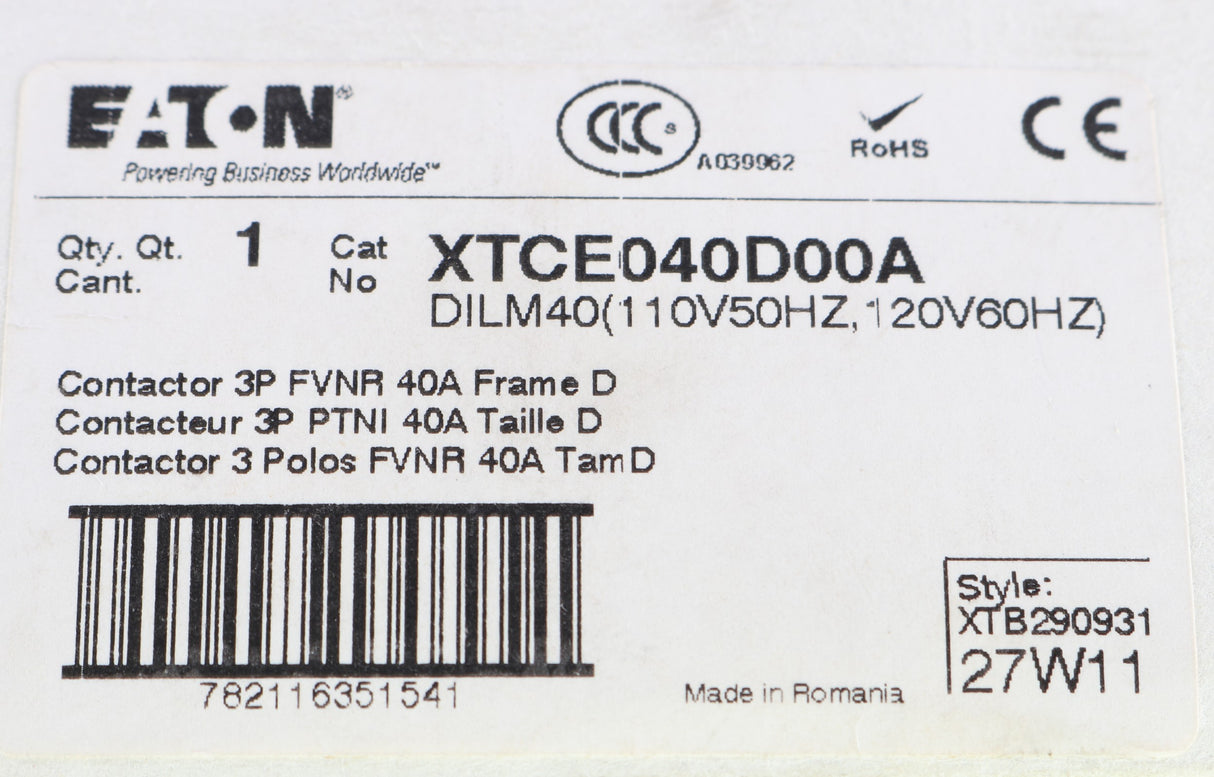 EATON®
Powering Business Worldwide™
CCC S
A039962
RoHS
CE
Qty. Qt. 1
Cant.
Cat
No
XTCE040D00A
DILM40(110V50HZ,120V60HZ)
Contactor 3P FVNR 40A Frame D
Contacteur 3P PTNI 40A Taille D
Contactor 3 Polos FVNR 40A Tam D
782116351541
Made in Romania
Style:
XTB290931
27W11